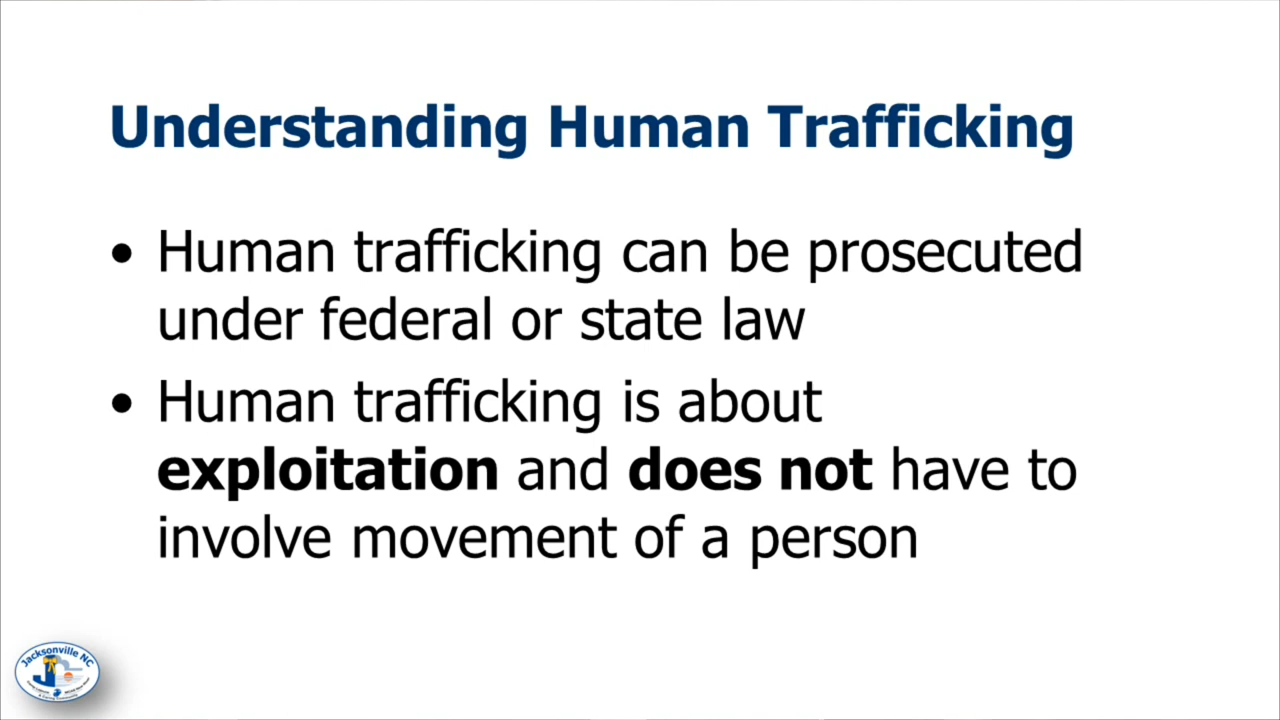 Understanding Human Trafficking
• Human trafficking can be prosecuted
under federal or state law
• Human trafficking is about
exploitation and does not have to
involve movement of a person
Jacksonville NC
J